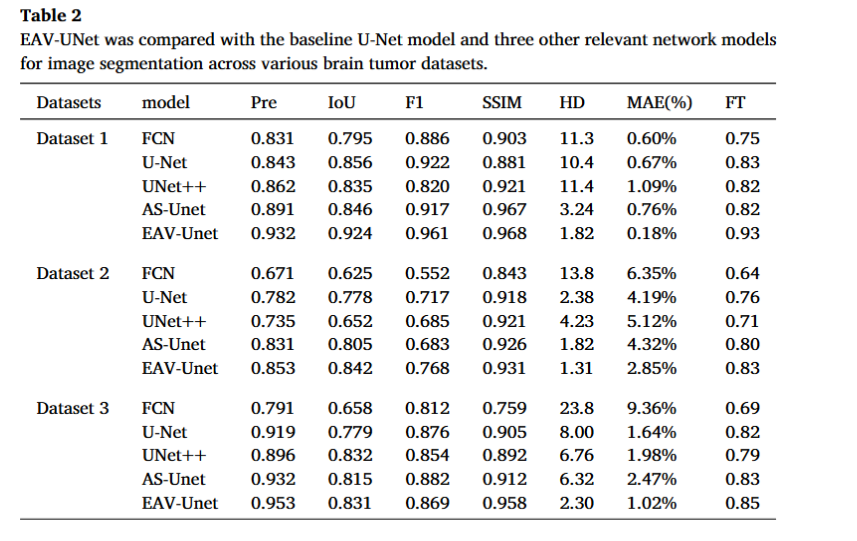 Table 2
EAV-UNet was compared with the baseline U-Net model and three other relevant network models
for image segmentation across various brain tumor datasets.
Datasets model Pre IoU F1 SSIM HD MAE(%) FT
Dataset 1 FCN 0.831 0.795 0.886 0.903 11.3 0.60% 0.75
U-Net 0.843 0.856 0.922 0.881 10.4 0.67% 0.83
UNet++ 0.862 0.835 0.820 0.921 11.4 1.09% 0.82
AS-Unet 0.891 0.846 0.917 0.967 3.24 0.76% 0.82
EAV-Unet 0.932 0.924 0.961 0.968 1.82 0.18% 0.93
Dataset 2 FCN 0.671 0.625 0.552 0.843 13.8 6.35% 0.64
U-Net 0.782 0.778 0.717 0.918 2.38 4.19% 0.76
UNet++ 0.735 0.652 0.685 0.921 4.23 5.12% 0.71
AS-Unet 0.831 0.805 0.683 0.926 1.82 4.32% 0.80
EAV-Unet 0.853 0.842 0.768 0.931 1.31 2.85% 0.83
Dataset 3 FCN 0.791 0.658 0.812 0.759 23.8 9.36% 0.69
U-Net 0.919 0.779 0.876 0.905 8.00 1.64% 0.82
UNet++ 0.896 0.832 0.854 0.892 6.76 1.98% 0.79
AS-Unet 0.932 0.815 0.882 0.912 6.32 2.47% 0.83
EAV-Unet 0.953 0.831 0.869 0.958 2.30 1.02% 0.85